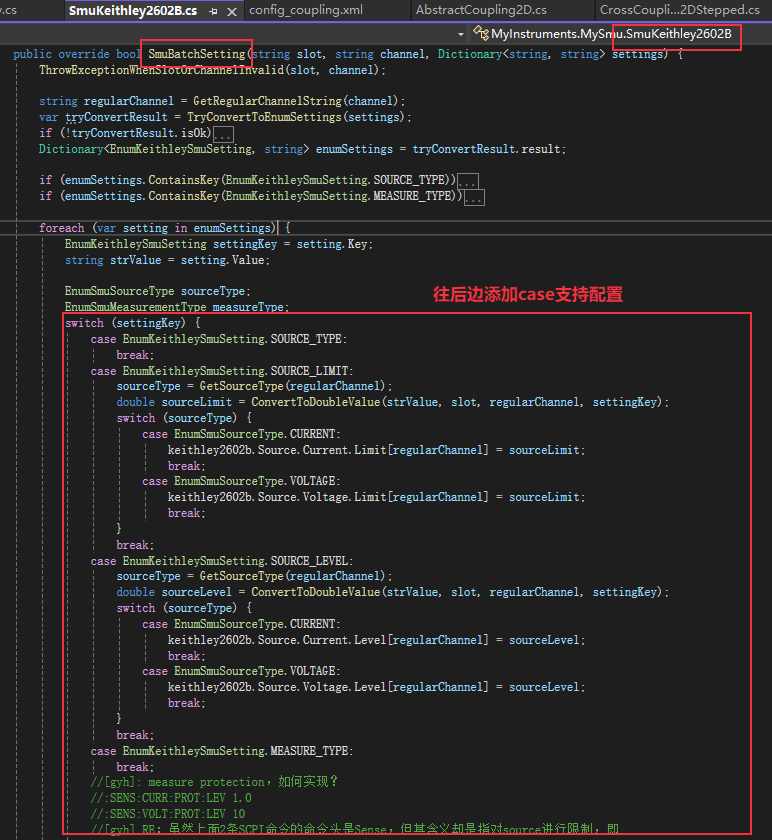 y.cs SmuKeithley2602B.cs config_coupling.xml AbstractCoupling2D.cs CrossCoupli...2DStepped.cs
MyInstruments.MySmu.SmuKeithley2602B
public override bool SmuBatchSetting(string slot, string channel, Dictionary<string, string> settings) {
ThrowExceptionWhenSlotOrChannelInvalid(slot, channel);
string regularChannel = GetRegularChannelString(channel);
var tryConvertResult = TryConvertToEnumSettings(settings);
if (!tryConvertResult.isOk)...
Dictionary<EnumKeithleySmuSetting, string> enumSettings = tryConvertResult.result;
if (enumSettings.ContainsKey(EnumKeithleySmuSetting.SOURCE_TYPE))...
if (enumSettings.ContainsKey(EnumKeithleySmuSetting.MEASURE_TYPE))...
foreach (var setting in enumSettings) {
EnumKeithleySmuSetting settingKey = setting.Key;
string strValue = setting.Value;
EnumSmuSourceType sourceType;
往后边添加case支持配置
EnumSmuMeasurementType measureType;
switch (settingKey) {
case EnumKeithleySmuSetting.SOURCE_TYPE:
break;
case EnumKeithleySmuSetting.SOURCE_LIMIT:
sourceType = GetSourceType(regularChannel);
double sourceLimit = ConvertToDoubleValue(strValue, slot, regularChannel, settingKey);
switch (sourceType) {
case EnumSmuSourceType.CURRENT:
keithley2602b.Source.Current.Limit[regularChannel] = sourceLimit;
break;
case EnumSmuSourceType.VOLTAGE:
keithley2602b.Source.Voltage.Limit[regularChannel] = sourceLimit;
break;
}
break;
case EnumKeithleySmuSetting.SOURCE_LEVEL:
sourceType = GetSourceType(regularChannel);
double sourceLevel = ConvertToDoubleValue(strValue, slot, regularChannel, settingKey);
switch (sourceType) {
case EnumSmuSourceType.CURRENT:
keithley2602b.Source.Current.Level[regularChannel] = sourceLevel;
break;
case EnumSmuSourceType.VOLTAGE:
keithley2602b.Source.Voltage.Level[regularChannel] = sourceLevel;
break;
}
break;
case EnumKeithleySmuSetting.MEASURE_TYPE:
break;
//[gyh]: measure protection，如何实现？
//:SENS:CURR:PROT:LEV 1.0
//:SENS:VOLT:PROT:LEV 10
//[gyh] RE: 虽然上面2条SCPI命令的命令头是Sense，但其含义却是指对source进行限制，即